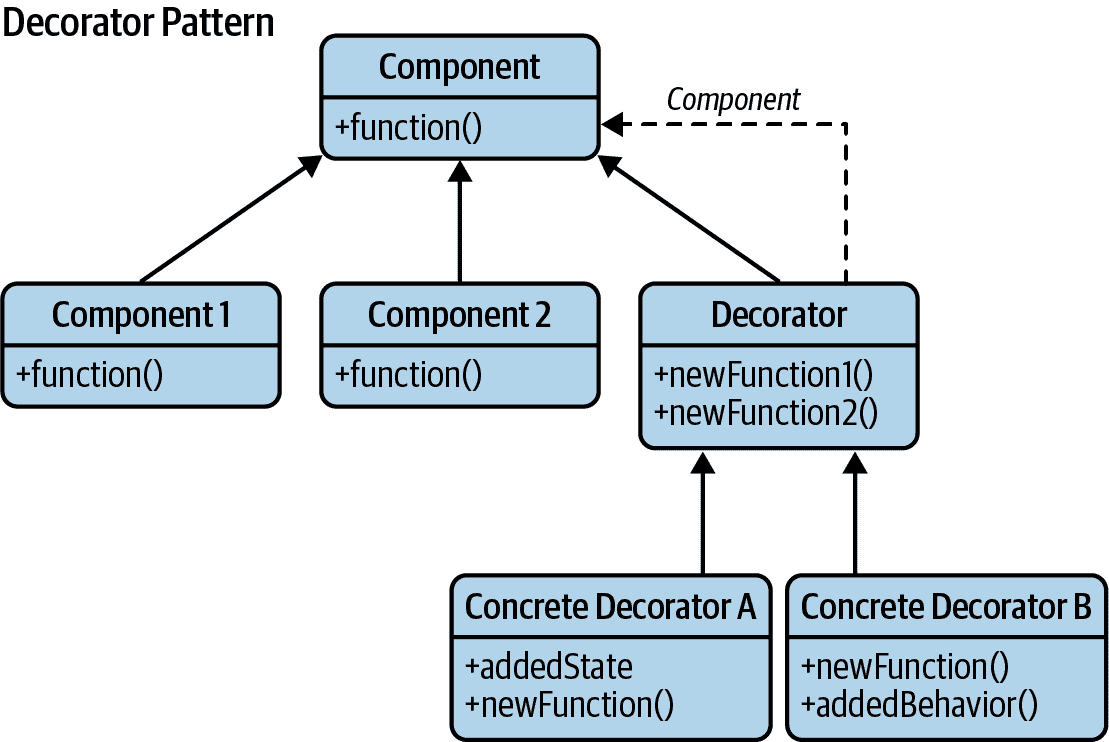 Decorator Pattern
Component
+function()
Component
Component 1
+function()
Component 2
+function()
Decorator
+newFunction1()
+newFunction2()
Concrete Decorator A
+addedState
+newFunction()
Concrete Decorator B
+newFunction()
+addedBehavior()